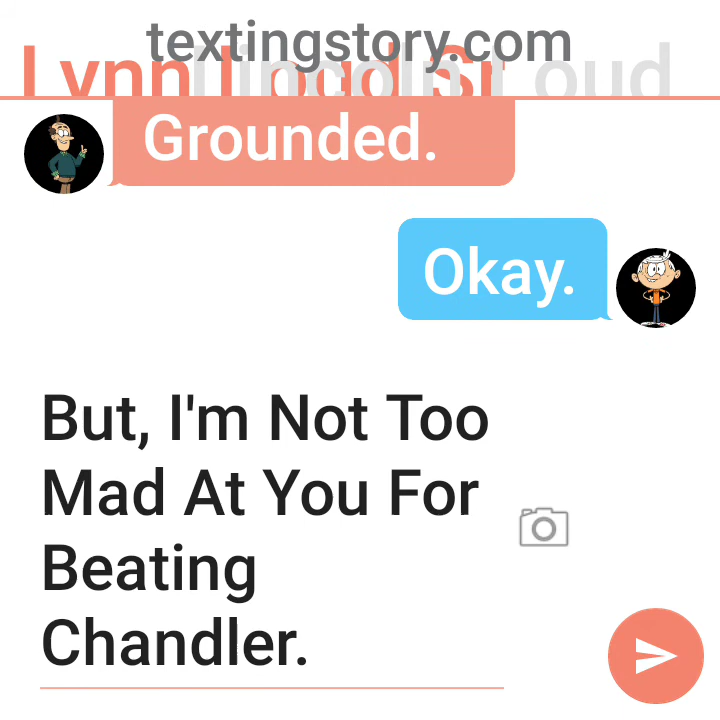 textingstory.com
Grounded.
Okay.
But, I'm Not Too
Mad At You For
Beating
Chandler.